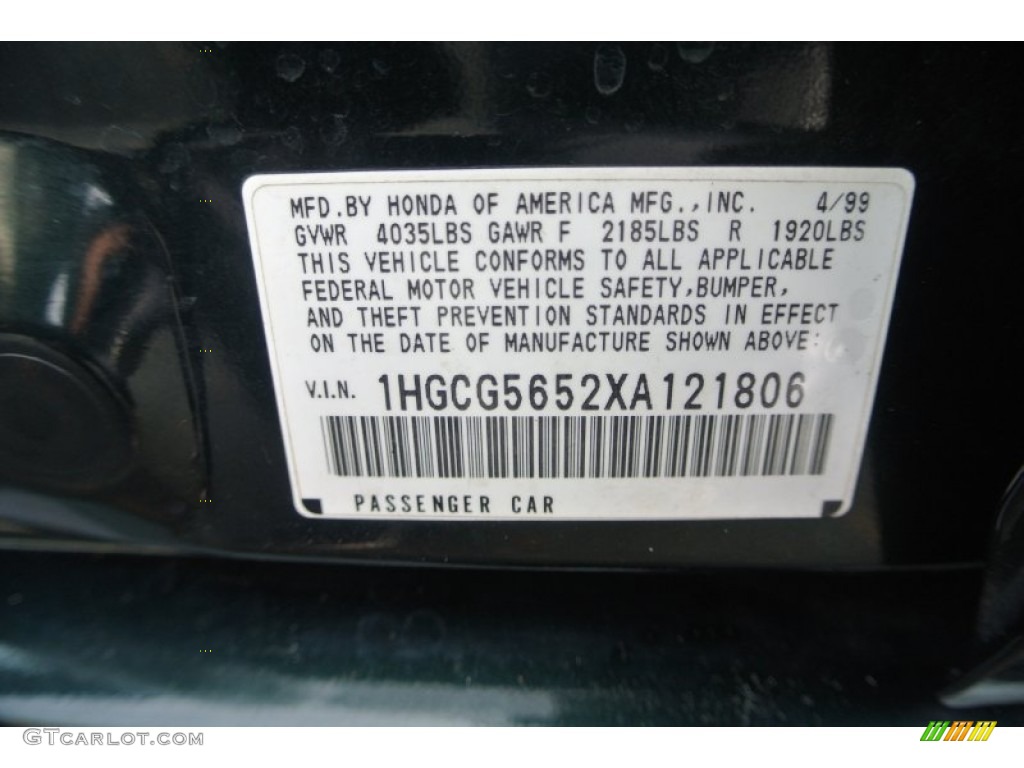 MFD.BY HONDA OF AMERICA MFG.,INC. 4/99
GVWR 4035LBS GAWR F 2185LBS R 1920LBS
THIS VEHICLE CONFORMS TO ALL APPLICABLE
FEDERAL MOTOR VEHICLE SAFETY,BUMPER,
AND THEFT PREVENTION STANDARDS IN EFFECT
ON THE DATE OF MANUFACTURE SHOWN ABOVE:
V.I.N. 1HGCG5652XA121806
PASSENGER CAR
GTCarLot.com